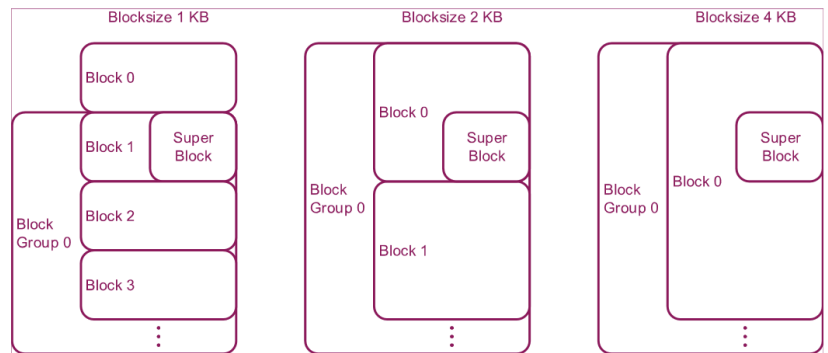 Blocksize 1 KB
Block 0
Block 1
Super
Block
Block
Group 0
Block 2
Block 3
Blocksize 2 KB
Block 0
Super
Block
Block
Group 0
Block 1
Blocksize 4 KB
Super
Block
Block
Group 0
Block 0